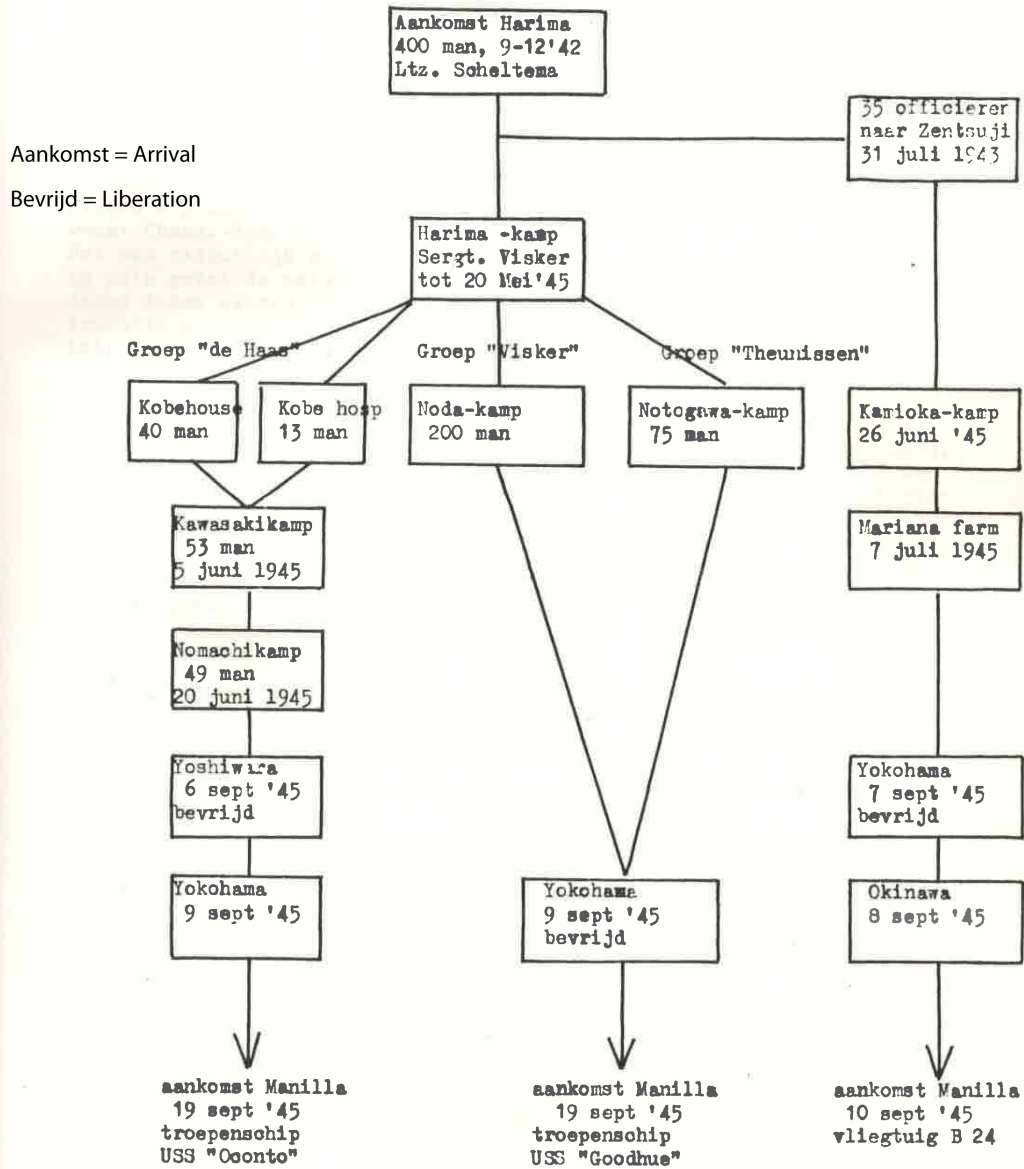 Aankomst Harima
400 man, 9-12'42
Ltz. Scheltema
35 officieren
naar Zentsuji
31 juli 1943
Aankomst = Arrival
Bevrijd = Liberation
Harima -kamp
Sergt. Visker
tot 20 Mei'45
Groep "de Haas"
Groep "Visker"
Groep "Theunissen"
Kobehouse
40 man
Kobe hosp
13 man
Noda-kamp
200 man
Notogawa-kamp
75 man
Kamioka-kamp
26 juni '45
Kawasakikamp
53 man
5 juni 1945
Mariana farm
7 juli 1945
Nomachikamp
49 man
20 juni 1945
Yoshiwara
6 sept '45
bevrijd
Yokohama
7 sept '45
bevrijd
Yokohama
9 sept '45
Yokohama
9 sept '45
bevrijd
Okinawa
8 sept '45
aankomst Manilla
19 sept '45
troepenschip
USS "Oconto"
aankomst Manilla
19 sept '45
troepenschip
USS "Goodhue"
aankomst Manilla
10 sept '45
vliegtuig B 24